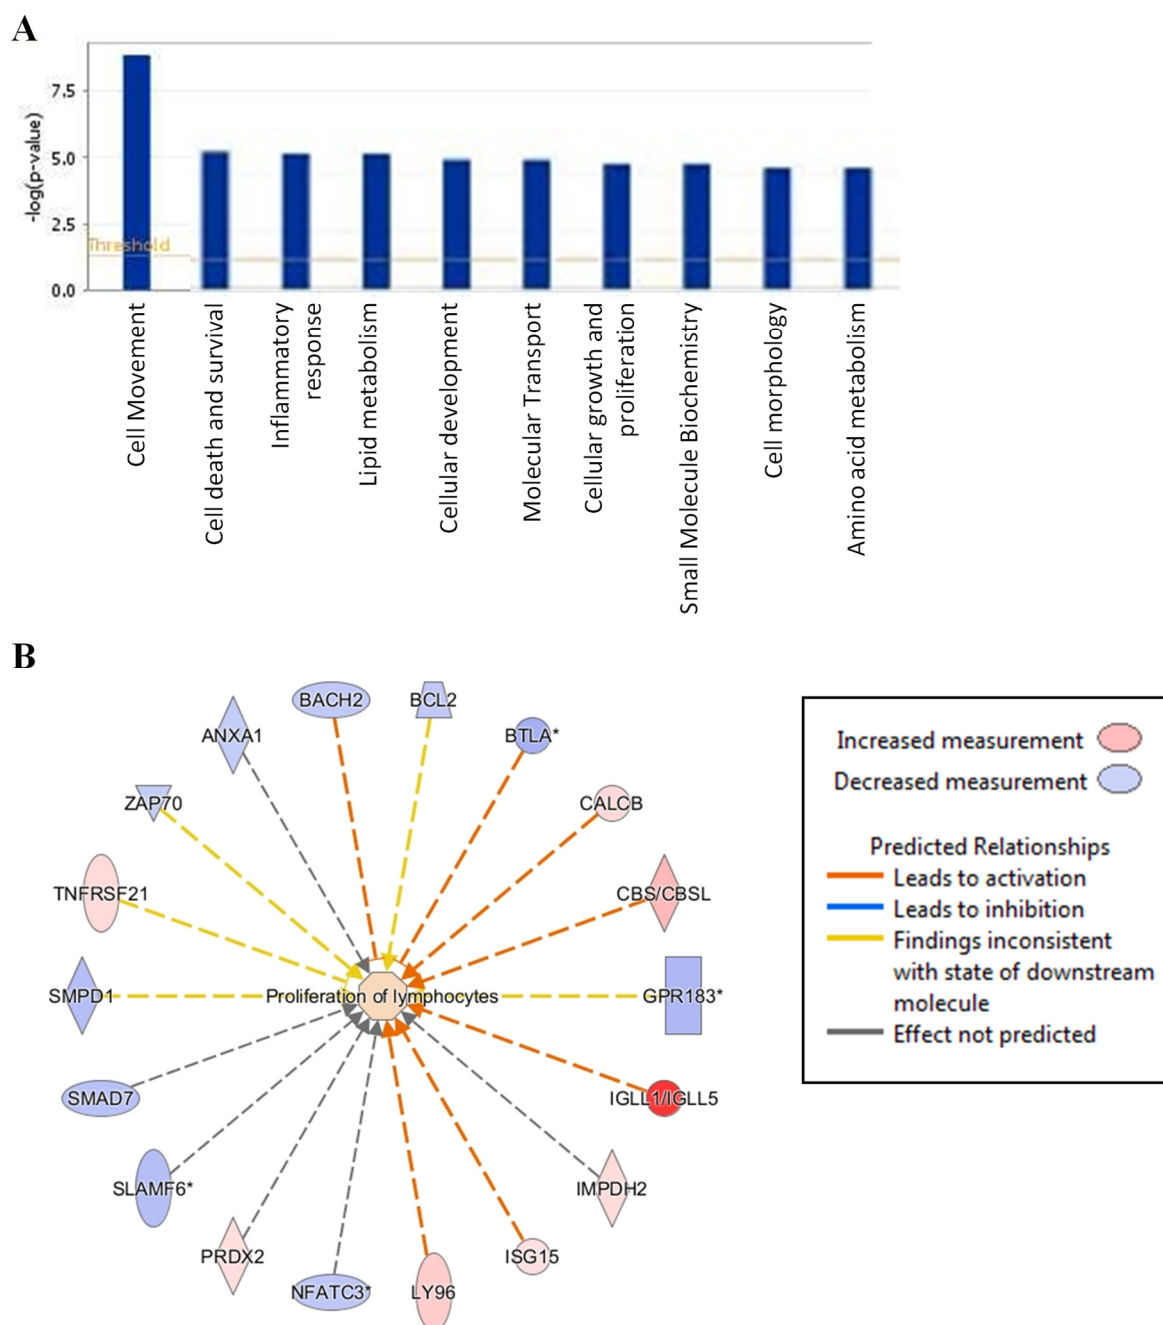 A
7.5
5.0
2.5
0.0
-log(p-value)
Threshold
Cell Movement
Cell death and survival
Inflammatory
response
Lipid metabolism
Cellular development
Molecular Transport
Cellular growth and
proliferation
Small Molecule Biochemistry
Cell morphology
Amino acid metabolism
B
BACH2
BCL2
ANXA1
BTLA*
ZAP70
CALCB
TNFRSF21
CBS/CBSL
SMPD1
Proliferation of lymphocytes
GPR183*
SMAD7
IGLL1/IGLL5
SLAMF6*
IMPDH2
PRDX2
ISG15
NFATC3*
LY96
Increased measurement
Decreased measurement
Predicted Relationships
Leads to activation
Leads to inhibition
Findings inconsistent
with state of downstream
molecule
Effect not predicted